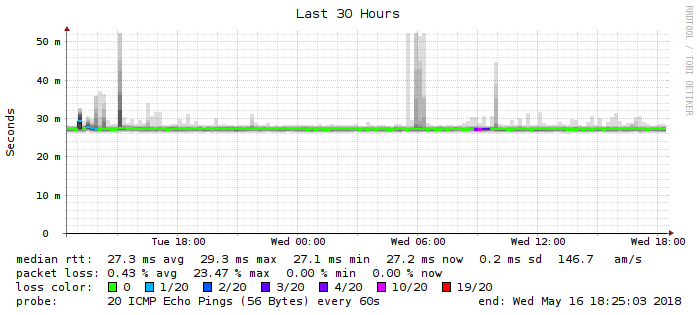 Last 30 Hours
RRDTOOL / TOBI OETIKER
Seconds
50 m
40 m
30 m
20 m
10 m
0
Tue 18:00 Wed 00:00 Wed 06:00 Wed 12:00 Wed 18:00
median rtt: 27.3 ms avg 29.3 ms max 27.1 ms min 27.2 ms now 0.2 ms sd 146.7 am/s
packet loss: 0.43 % avg 23.47 % max 0.00 % min 0.00 % now
loss color: 0 1/20 2/20 3/20 4/20 10/20 19/20
probe: 20 ICMP Echo Pings (56 Bytes) every 60s end: Wed May 16 18:25:03 2018